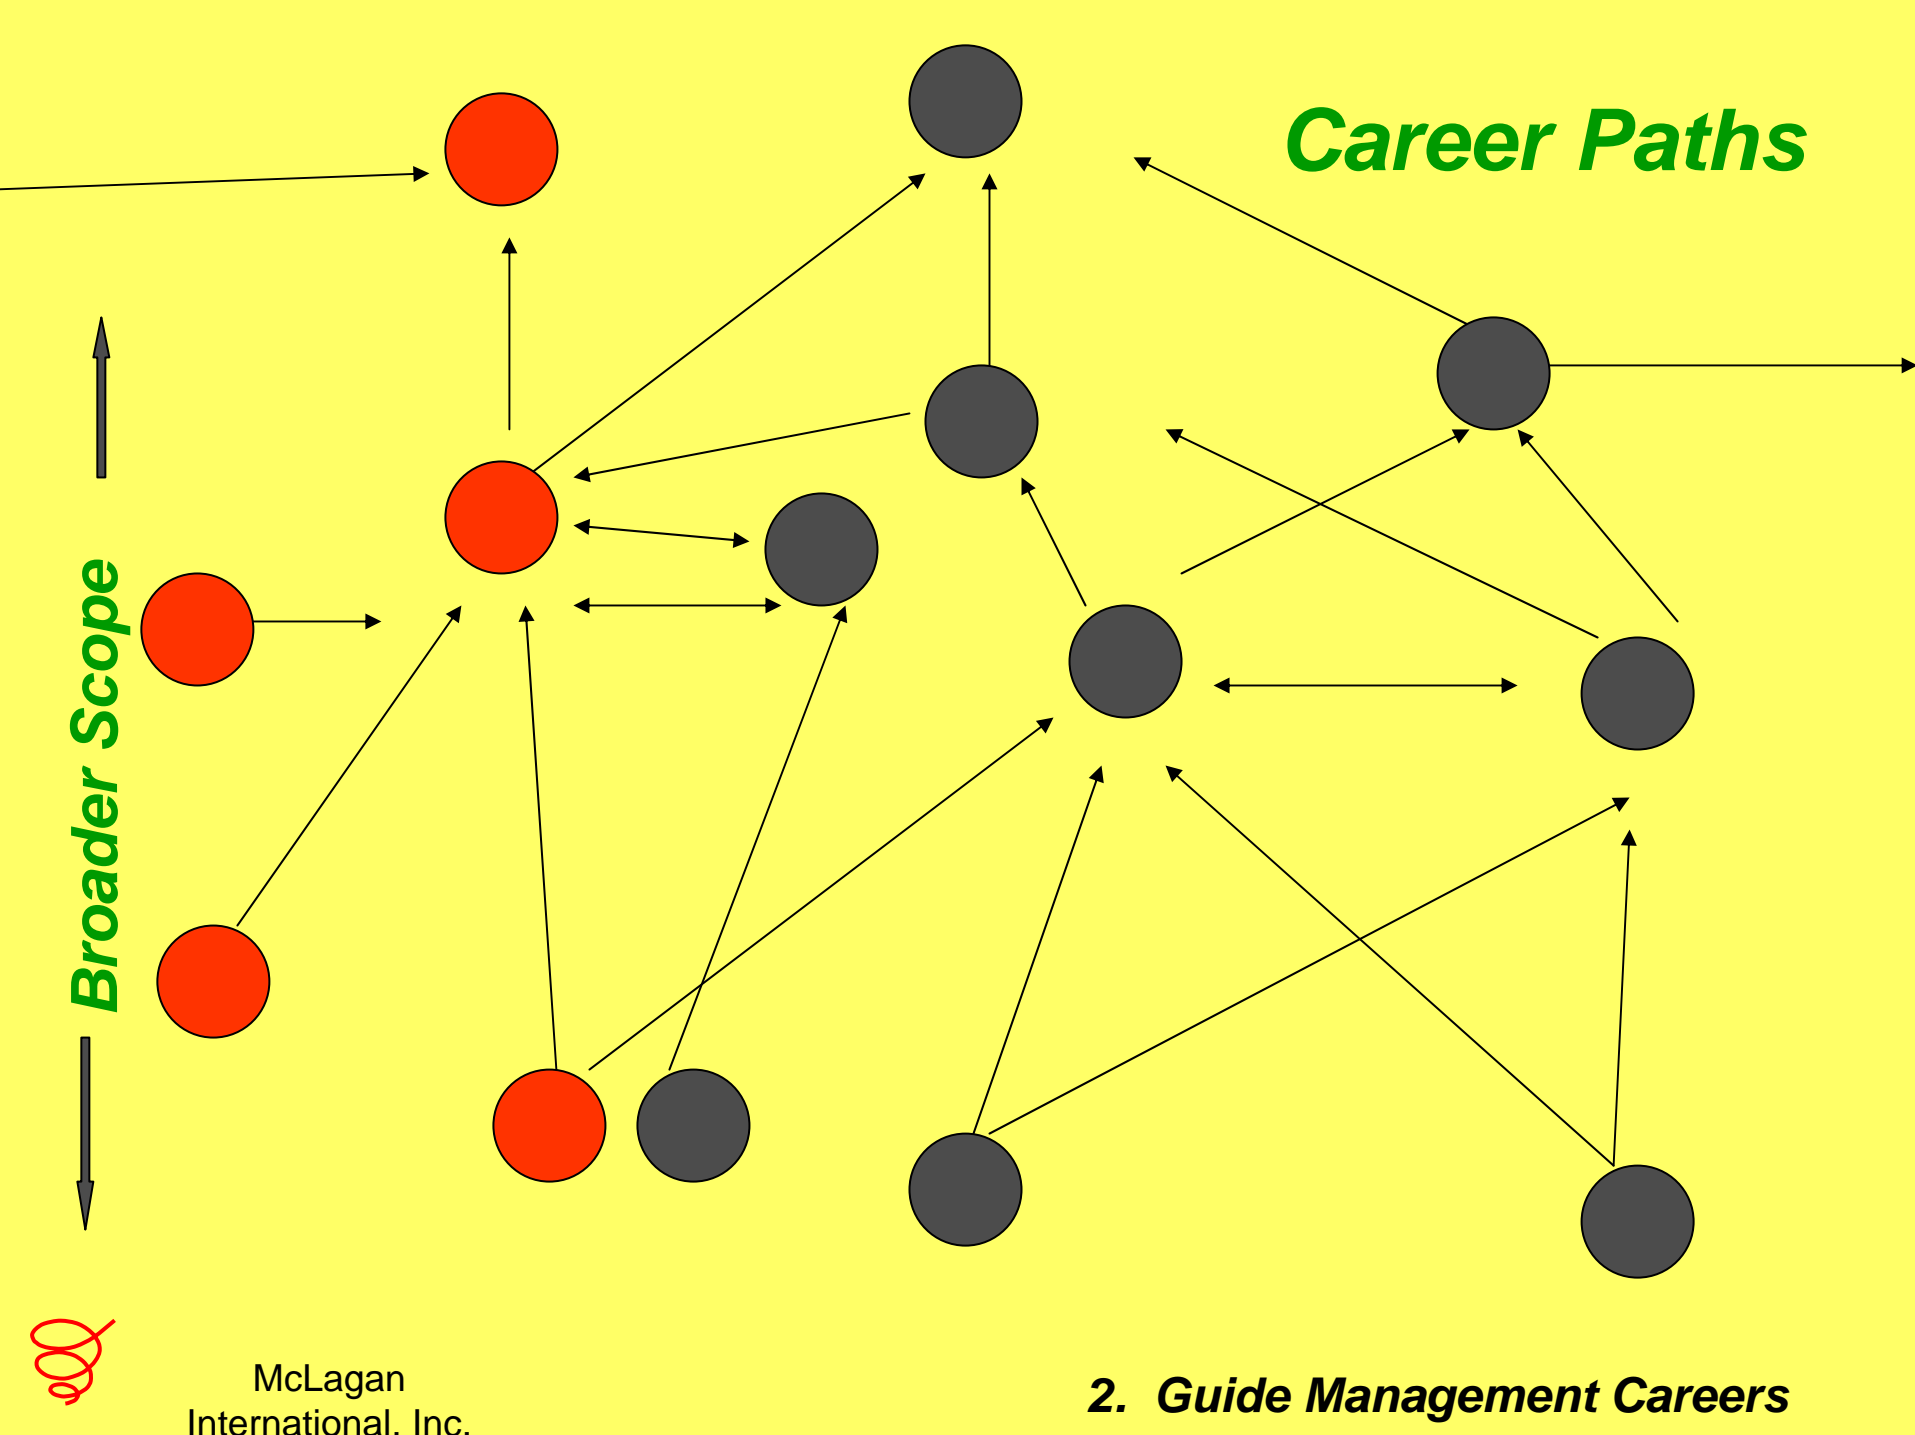 Career Paths
Broader Scope
McLagan
International, Inc.
2. Guide Management Careers